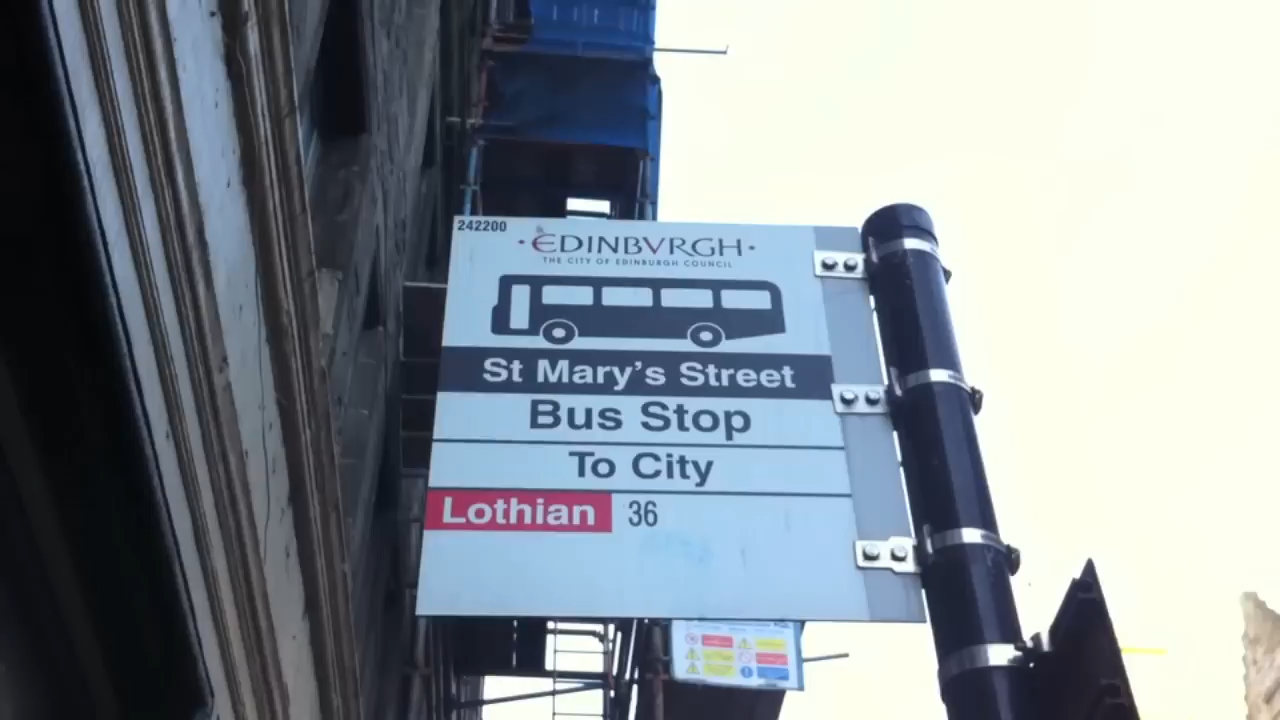 242200
EDINBVRGH
THE CITY OF EDINBURGH COUNCIL
St Mary's Street
Bus Stop
To City
Lothian 36